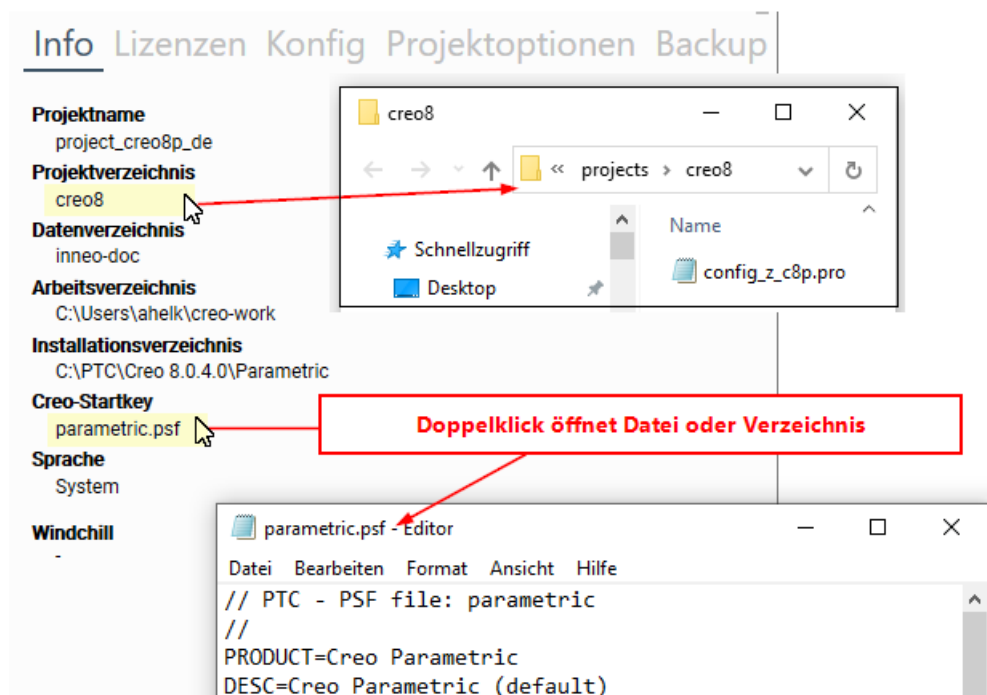 Info Lizenzen Konfig Projektoptionen Backup
Projektname
project_creo8p_de
Projektverzeichnis
creo8
Datenverzeichnis
inneo-doc
Arbeitsverzeichnis
C:\Users\ahelk\creo-work
Installationsverzeichnis
C:\PTC\Creo 8.0.4.0\Parametric
Creo-Startkey
parametric.psf
Sprache
System
Windchill
-
creo8
« projects › creo8
Name
Schnellzugriff
config_z_c8p.pro
Desktop
Doppelklick öffnet Datei oder Verzeichnis
parametric.psf - Editor
Datei Bearbeiten Format Ansicht Hilfe
// PTC - PSF file: parametric
//
PRODUCT=Creo Parametric
DESC=Creo Parametric (default)